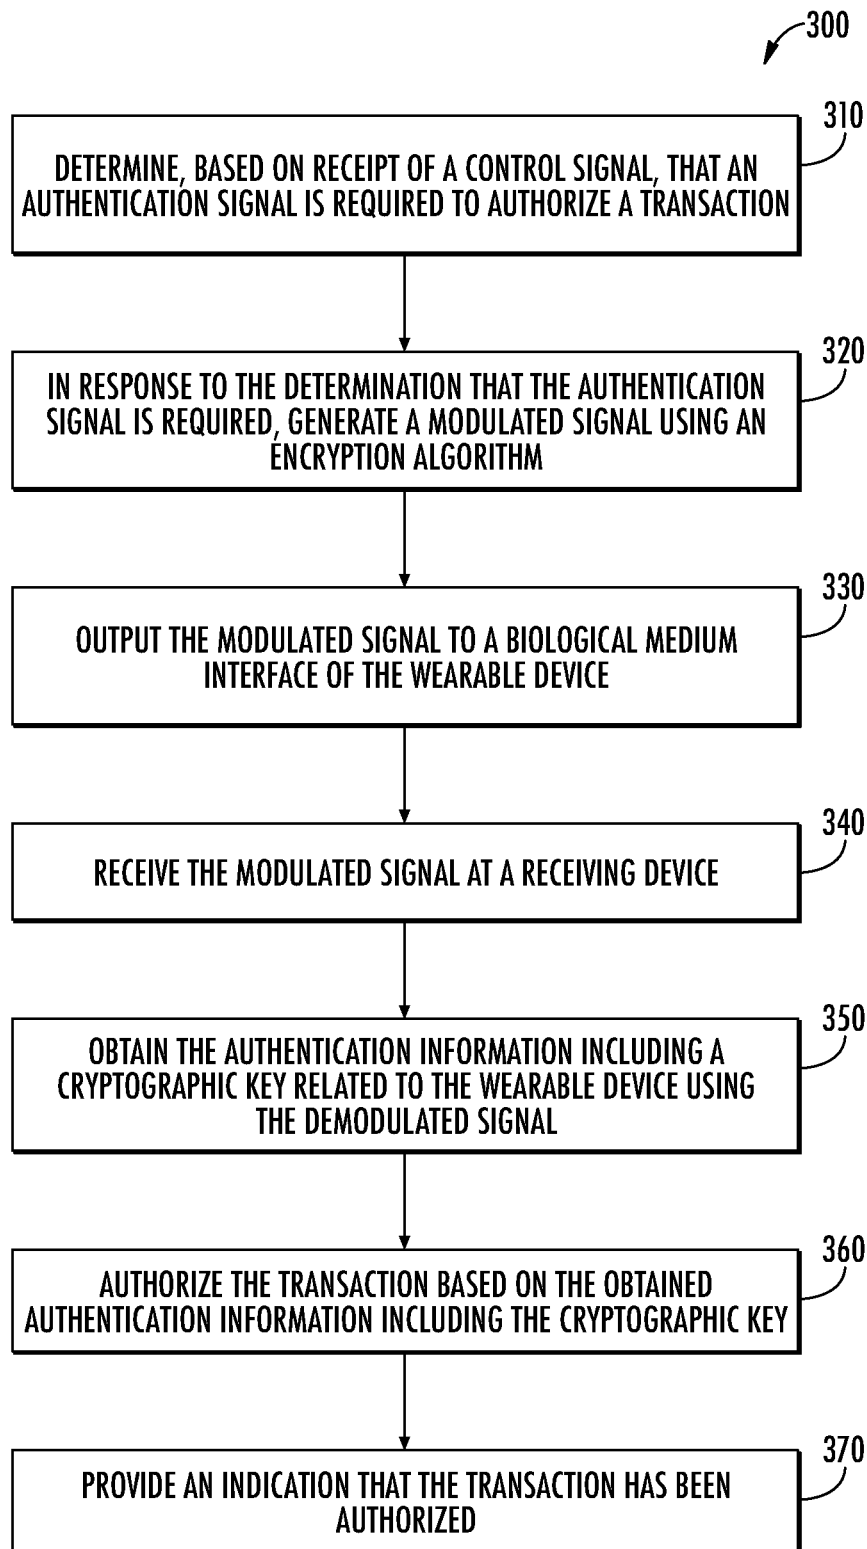 300
310
DETERMINE, BASED ON RECEIPT OF A CONTROL SIGNAL, THAT AN
AUTHENTICATION SIGNAL IS REQUIRED TO AUTHORIZE A TRANSACTION
320
IN RESPONSE TO THE DETERMINATION THAT THE AUTHENTICATION
SIGNAL IS REQUIRED, GENERATE A MODULATED SIGNAL USING AN
ENCRYPTION ALGORITHM
330
OUTPUT THE MODULATED SIGNAL TO A BIOLOGICAL MEDIUM
INTERFACE OF THE WEARABLE DEVICE
340
RECEIVE THE MODULATED SIGNAL AT A RECEIVING DEVICE
350
OBTAIN THE AUTHENTICATION INFORMATION INCLUDING A
CRYPTOGRAPHIC KEY RELATED TO THE WEARABLE DEVICE USING
THE DEMODULATED SIGNAL
360
AUTHORIZE THE TRANSACTION BASED ON THE OBTAINED
AUTHENTICATION INFORMATION INCLUDING THE CRYPTOGRAPHIC KEY
370
PROVIDE AN INDICATION THAT THE TRANSACTION HAS BEEN
AUTHORIZED